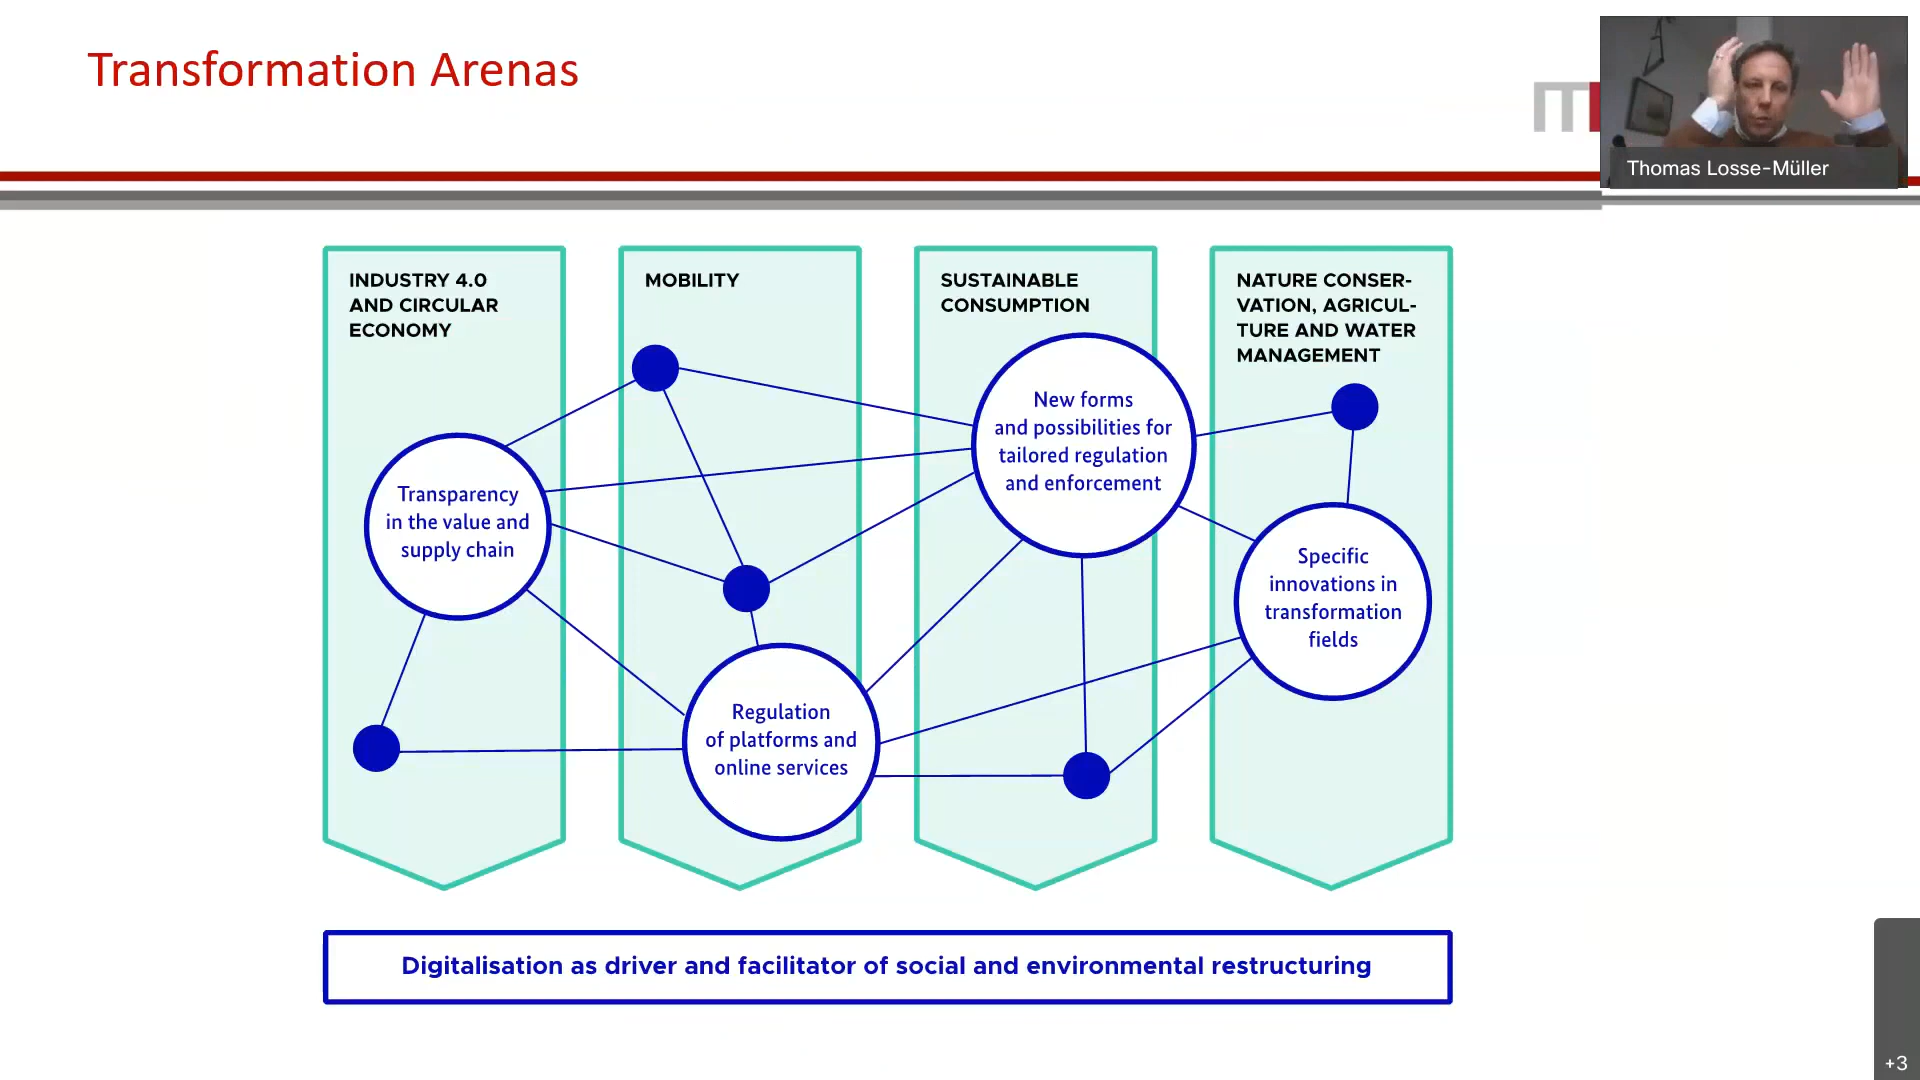 Transformation Arenas
Thomas Losse-Müller
INDUSTRY 4.0
AND CIRCULAR
ECONOMY
MOBILITY
SUSTAINABLE
CONSUMPTION
NATURE CONSER-
VATION, AGRICUL-
TURE AND WATER
MANAGEMENT
Transparency
in the value and
supply chain
New forms
and possibilities for
tailored regulation
and enforcement
Specific
innovations in
transformation
fields
Regulation
of platforms and
online services
Digitalisation as driver and facilitator of social and environmental restructuring
+3